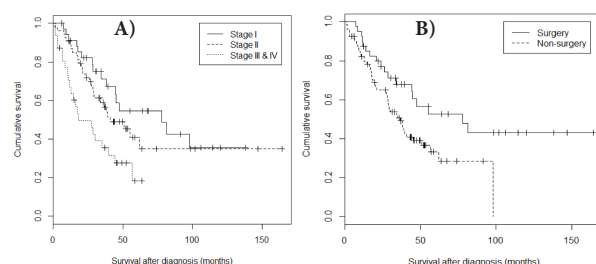 A)
Stage I
Stage II
Stage III & IV
Cumulative survival
1.0
0.8
0.6
0.4
0.2
0.0
0 50 100 150
Survival after diagnosis (months)
B)
Surgery
Non-surgery
Cumulative survival
1.0
0.8
0.6
0.4
0.2
0.0
0 50 100 150
Survival after diagnosis (months)